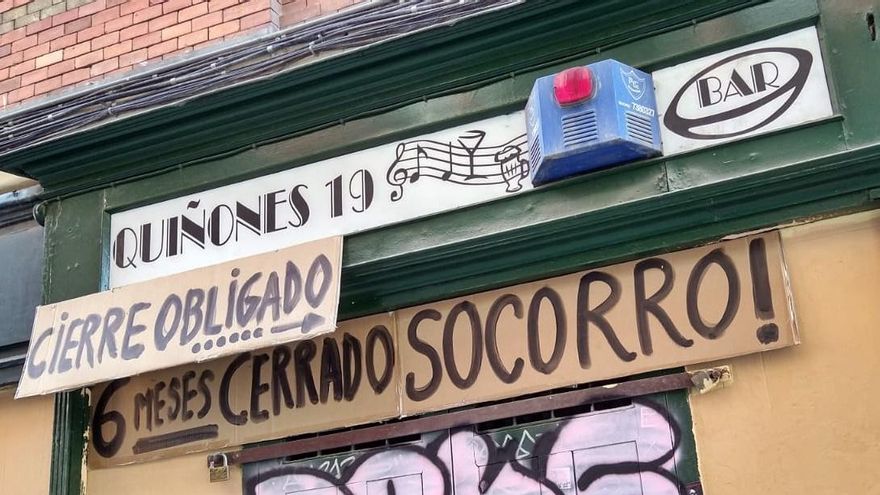 QUIÑONES 19
BAR
CIERRE OBLIGADO
6 MESES CERRADO SOCORRO!